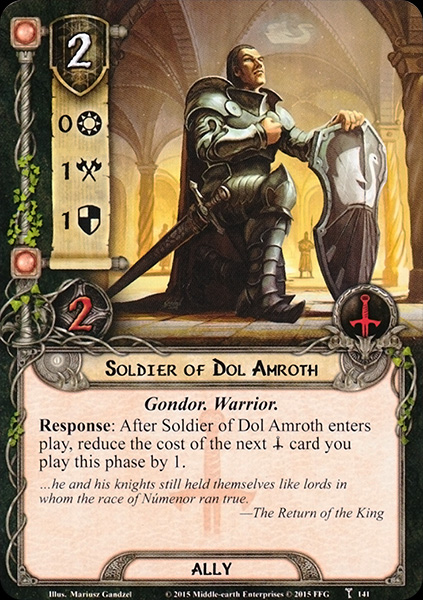 2
0
1
1
2
Soldier of Dol Amroth
Gondor. Warrior.
Response: After Soldier of Dol Amroth enters
play, reduce the cost of the next card you
play this phase by 1.
...he and his knights still held themselves like lords in
whom the race of Númenor ran true.
—The Return of the King
ALLY
Illus. Mariusz Gandzel © 2015 Middle-earth Enterprises © 2015 FFG 141